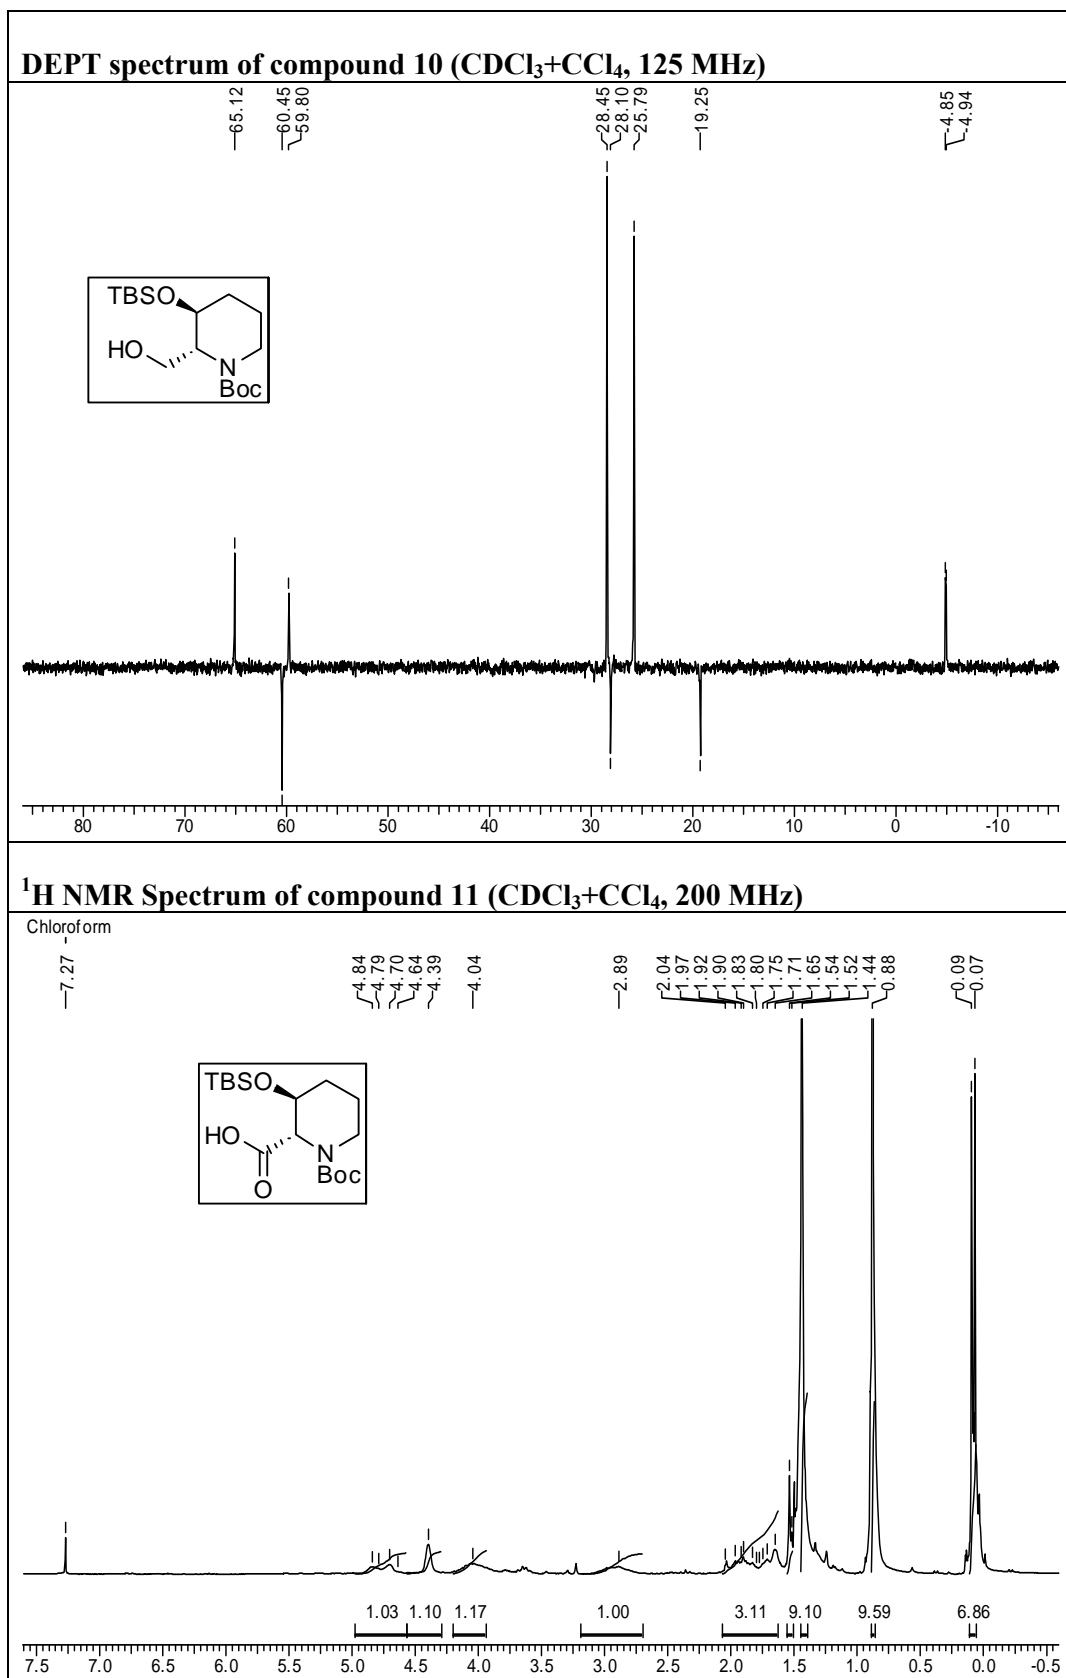 DEPT spectrum of compound 10 (CDCl₃+CCl₄, 125 MHz)
65.12
60.45
59.80
28.45
28.10
25.79
19.25
-4.85
-4.94
TBSO
HO
N
Boc
80 70 60 50 40 30 20 10 0 -10
¹H NMR Spectrum of compound 11 (CDCl₃+CCl₄, 200 MHz)
Chloroform
7.27
4.84
4.79
4.70
4.64
4.39
4.04
2.89
2.04
1.97
1.92
1.90
1.83
1.80
1.75
1.71
1.65
1.54
1.52
1.44
0.88
0.09
0.07
TBSO
HO
N
Boc
O
1.03 1.10 1.17 1.00 3.11 9.10 9.59 6.86
7.5 7.0 6.5 6.0 5.5 5.0 4.5 4.0 3.5 3.0 2.5 2.0 1.5 1.0 0.5 0.0 -0.5